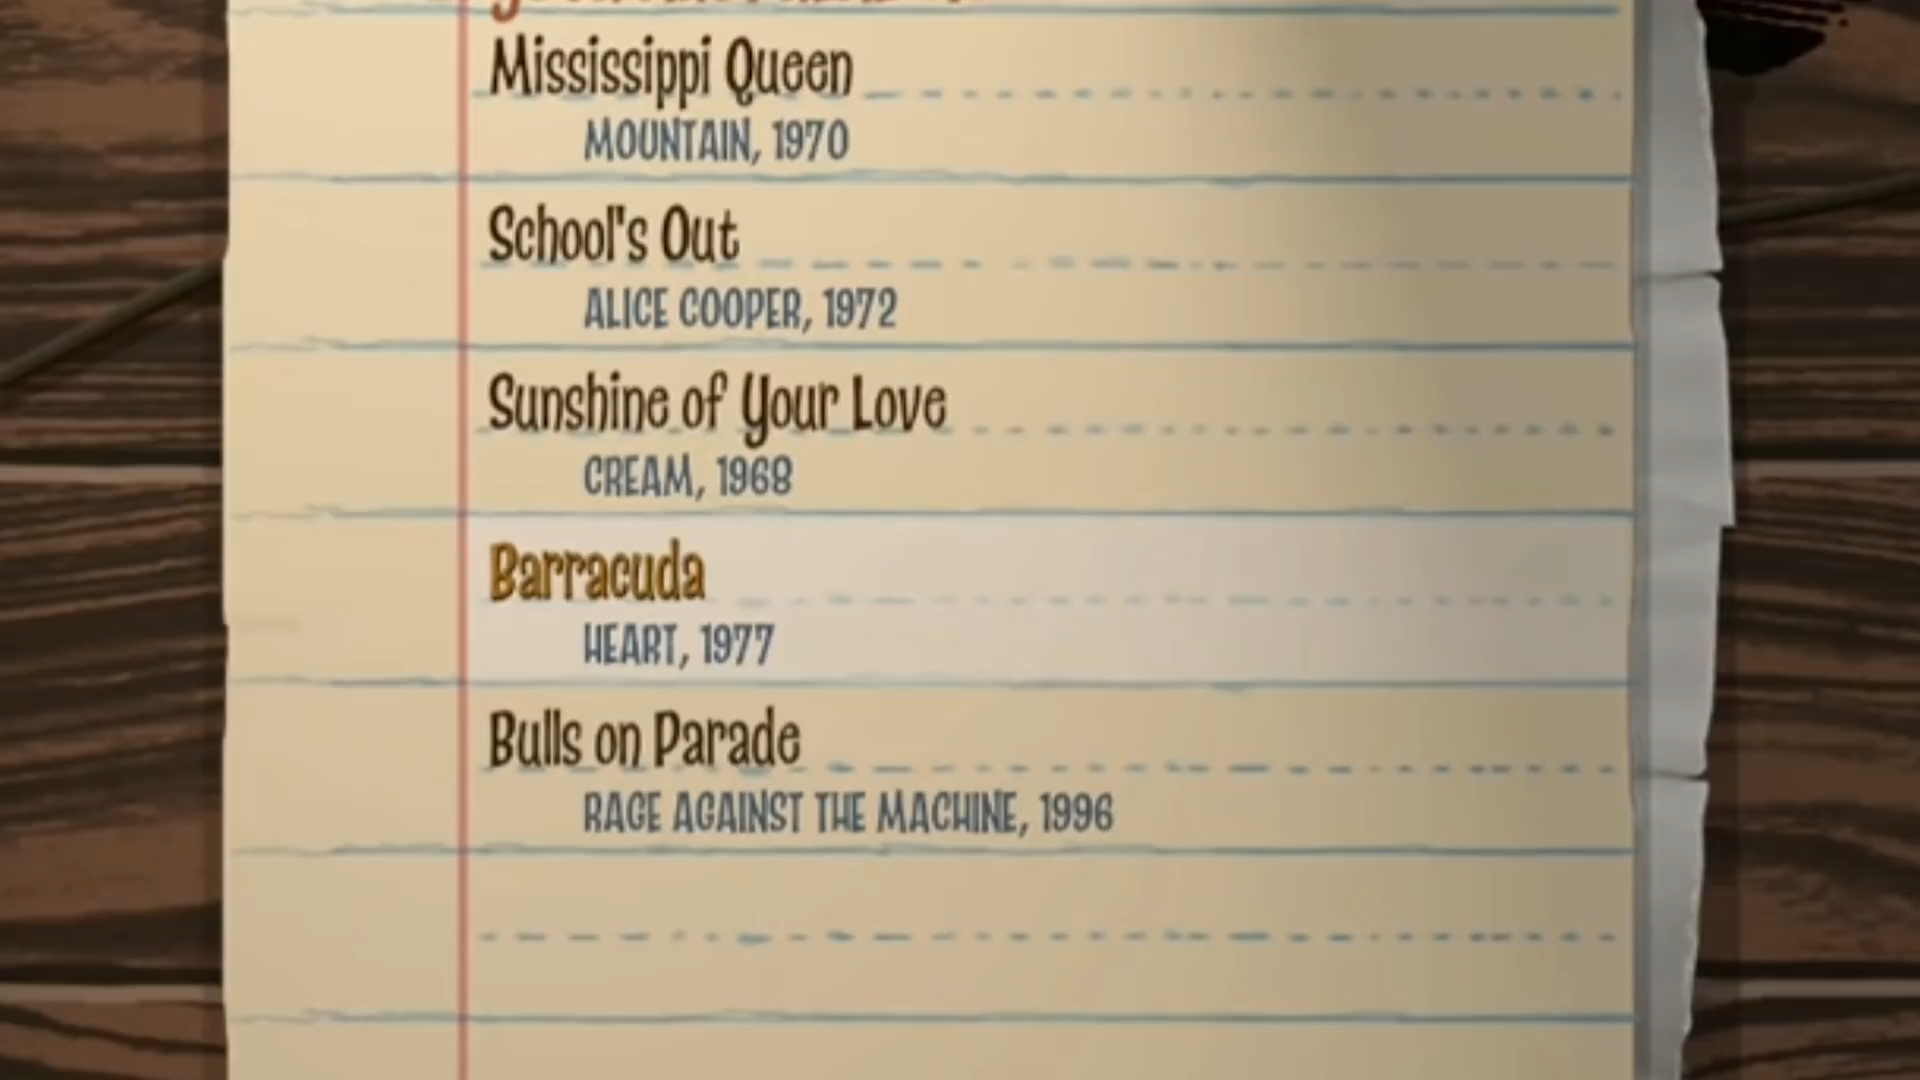 Mississippi Queen
MOUNTAIN, 1970
School's Out
ALICE COOPER, 1972
Sunshine of Your Love
CREAM, 1968
Barracuda
HEART, 1977
Bulls on Parade
RAGE AGAINST THE MACHINE, 1996